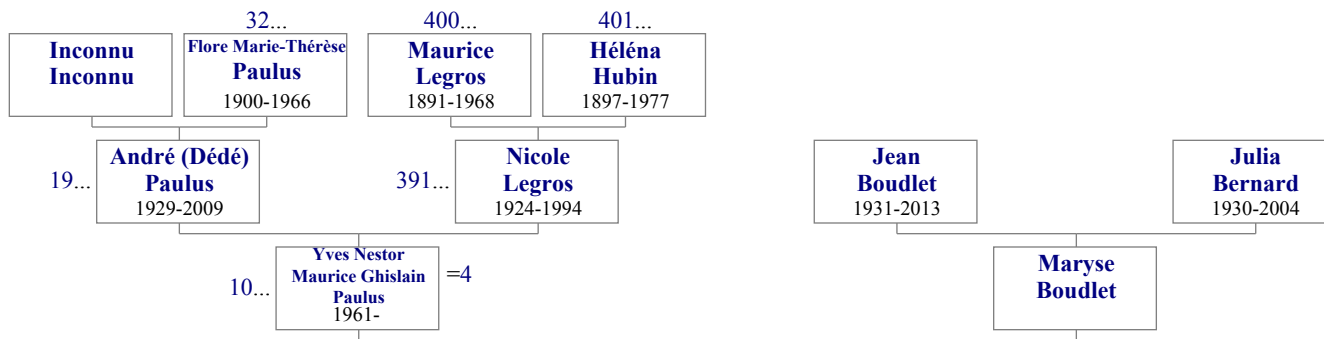 32...
400...
401...
Inconnu
Inconnu
Flore Marie-Thérèse
Paulus
1900-1966
Maurice
Legros
1891-1968
Héléna
Hubin
1897-1977
19...
André (Dédé)
Paulus
1929-2009
391...
Nicole
Legros
1924-1994
Jean
Boudlet
1931-2013
Julia
Bernard
1930-2004
10...
Yves Nestor
Maurice Ghislain
Paulus
1961-
=4
Maryse
Boudlet